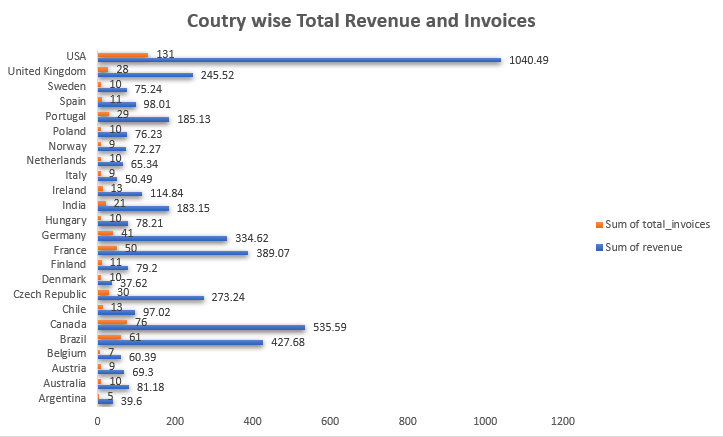 Coutry wise Total Revenue and Invoices
USA 131 1040.49
United Kingdom 28 245.52
Sweden 10 75.24
Spain 11 98.01
Portugal 29 185.13
Poland 10 76.23
Norway 9 72.27
Netherlands 10 65.34
Italy 9 50.49
Ireland 13 114.84
India 21 183.15
Hungary 10 78.21
Germany 41 334.62
France 50 389.07
Finland 11 79.2
Denmark 10 37.62
Czech Republic 30 273.24
Chile 13 97.02
Canada 76 535.59
Brazil 61 427.68
Belgium 7 60.39
Austria 9 69.3
Australia 10 81.18
Argentina 5 39.6
0 200 400 600 800 1000 1200
Sum of total_invoices
Sum of revenue